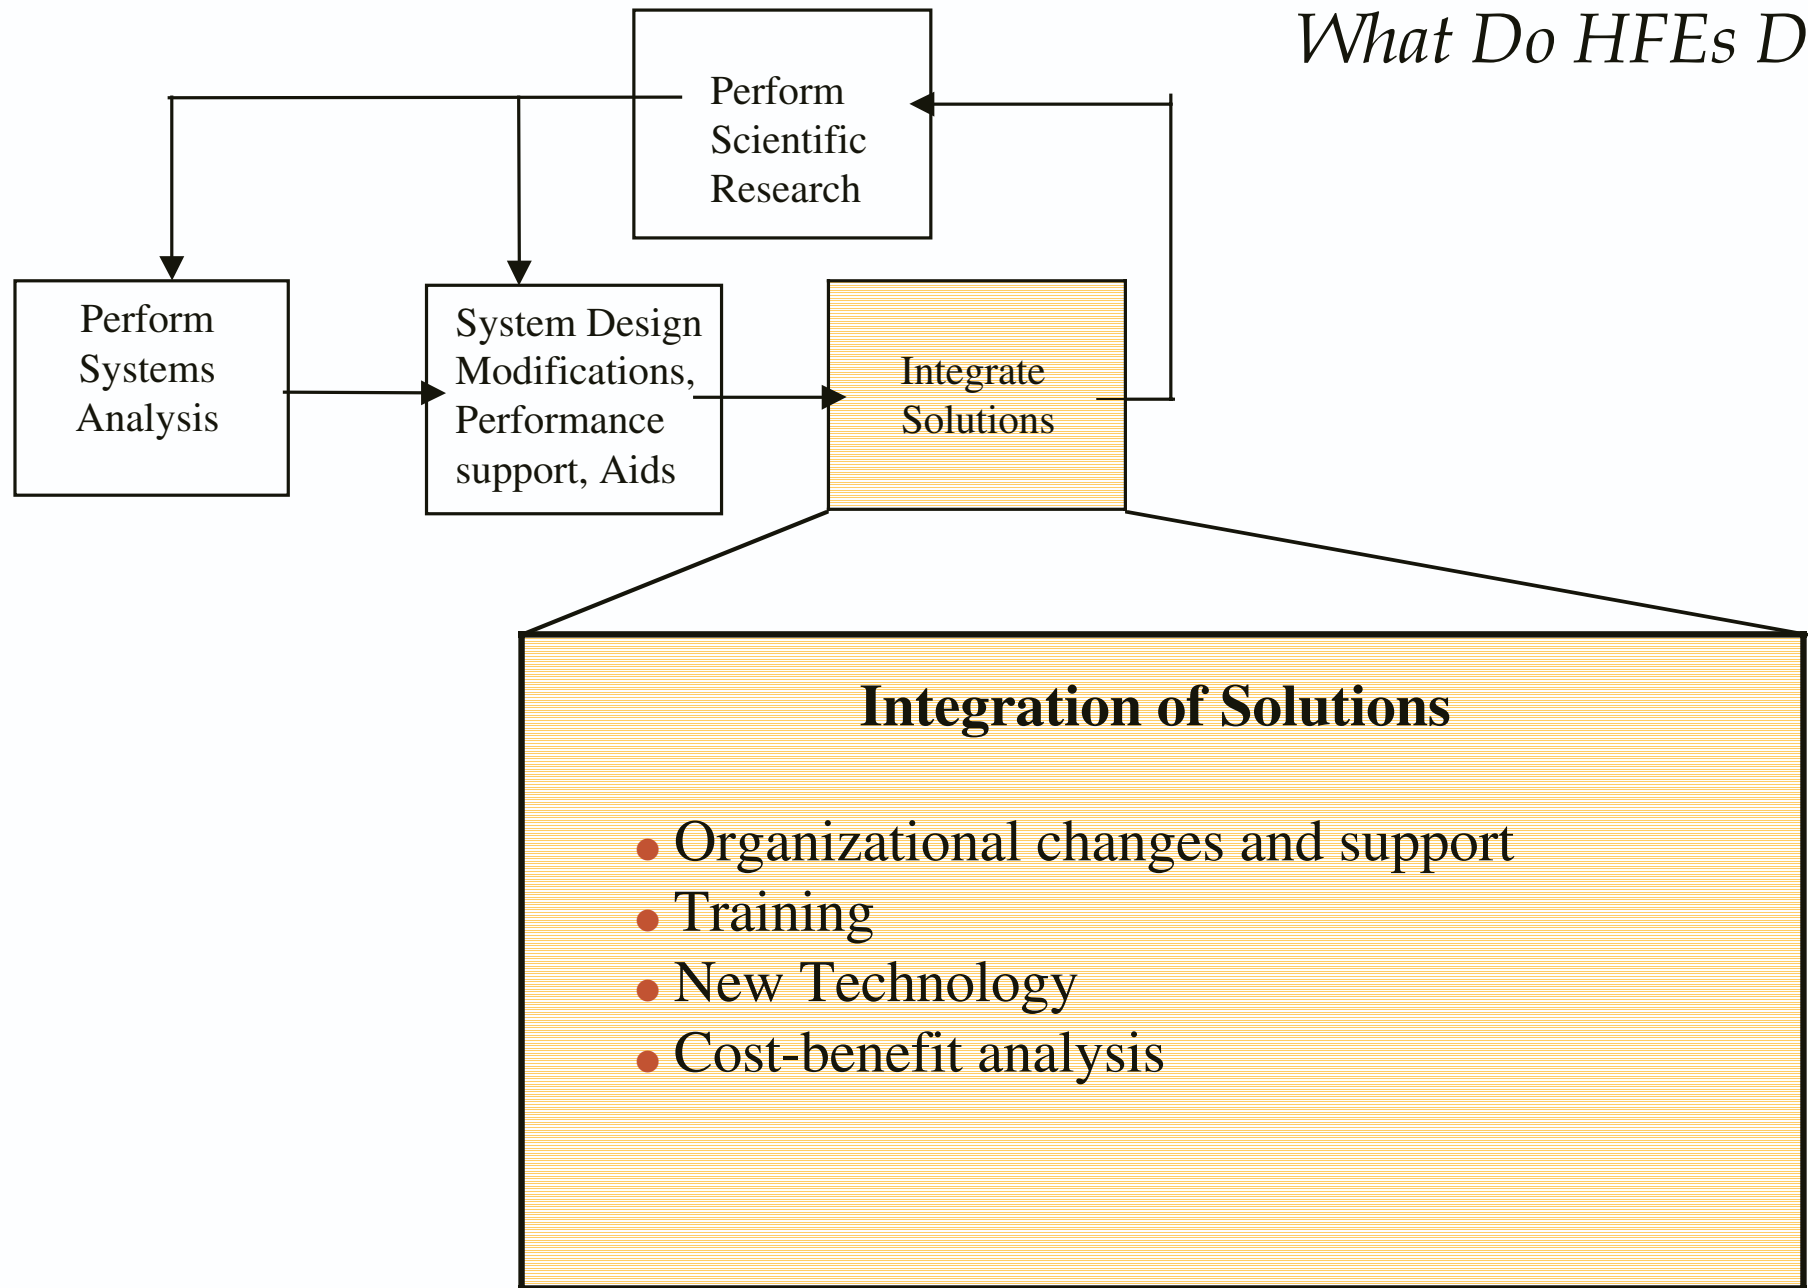 What Do HFEs D
Perform
Scientific
Research
Perform
Systems
Analysis
System Design
Modifications,
Performance
support, Aids
Integrate
Solutions
Integration of Solutions
Organizational changes and support
Training
New Technology
Cost-benefit analysis